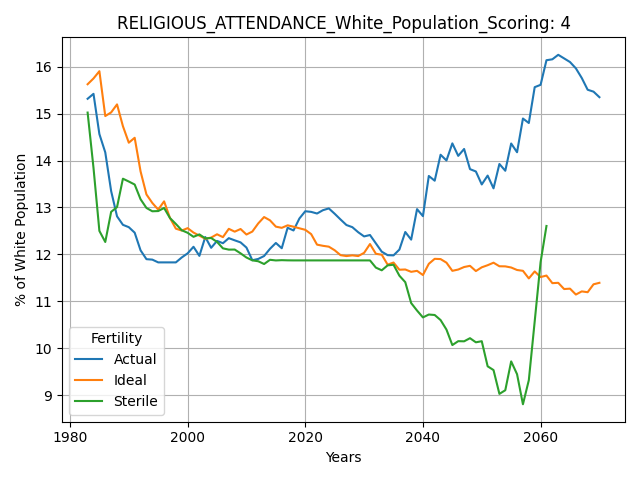 RELIGIOUS_ATTENDANCE_White_Population_Scoring: 4
% of White Population
16
15
14
13
12
11
10
9
Fertility
Actual
Ideal
Sterile
1980 2000 2020 2040 2060
Years